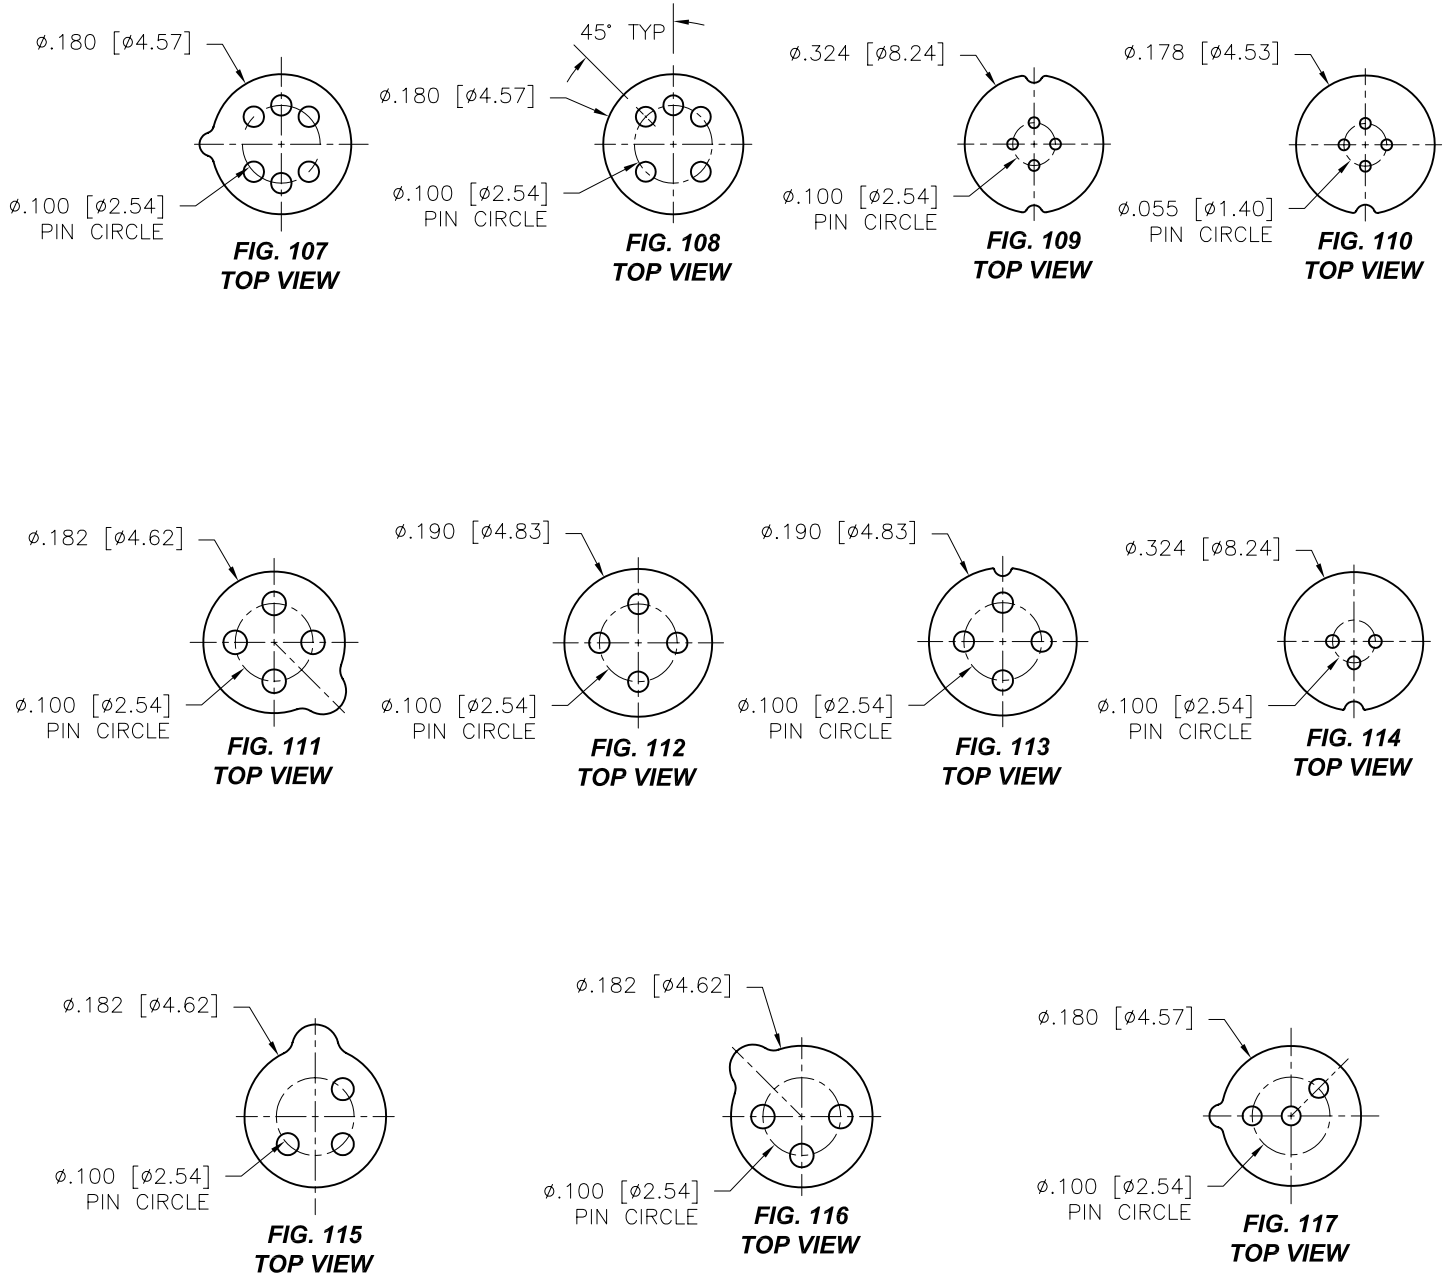 ø.180 [ø4.57]
ø.100 [ø2.54]
PIN CIRCLE
FIG. 107
TOP VIEW
45° TYP
ø.180 [ø4.57]
ø.100 [ø2.54]
PIN CIRCLE
FIG. 108
TOP VIEW
ø.324 [ø8.24]
ø.100 [ø2.54]
PIN CIRCLE
FIG. 109
TOP VIEW
ø.178 [ø4.53]
ø.055 [ø1.40]
PIN CIRCLE
FIG. 110
TOP VIEW
ø.182 [ø4.62]
ø.100 [ø2.54]
PIN CIRCLE
FIG. 111
TOP VIEW
ø.190 [ø4.83]
ø.100 [ø2.54]
PIN CIRCLE
FIG. 112
TOP VIEW
ø.190 [ø4.83]
ø.100 [ø2.54]
PIN CIRCLE
FIG. 113
TOP VIEW
ø.324 [ø8.24]
ø.100 [ø2.54]
PIN CIRCLE
FIG. 114
TOP VIEW
ø.182 [ø4.62]
ø.100 [ø2.54]
PIN CIRCLE
FIG. 115
TOP VIEW
ø.182 [ø4.62]
ø.100 [ø2.54]
PIN CIRCLE
FIG. 116
TOP VIEW
ø.180 [ø4.57]
ø.100 [ø2.54]
PIN CIRCLE
FIG. 117
TOP VIEW